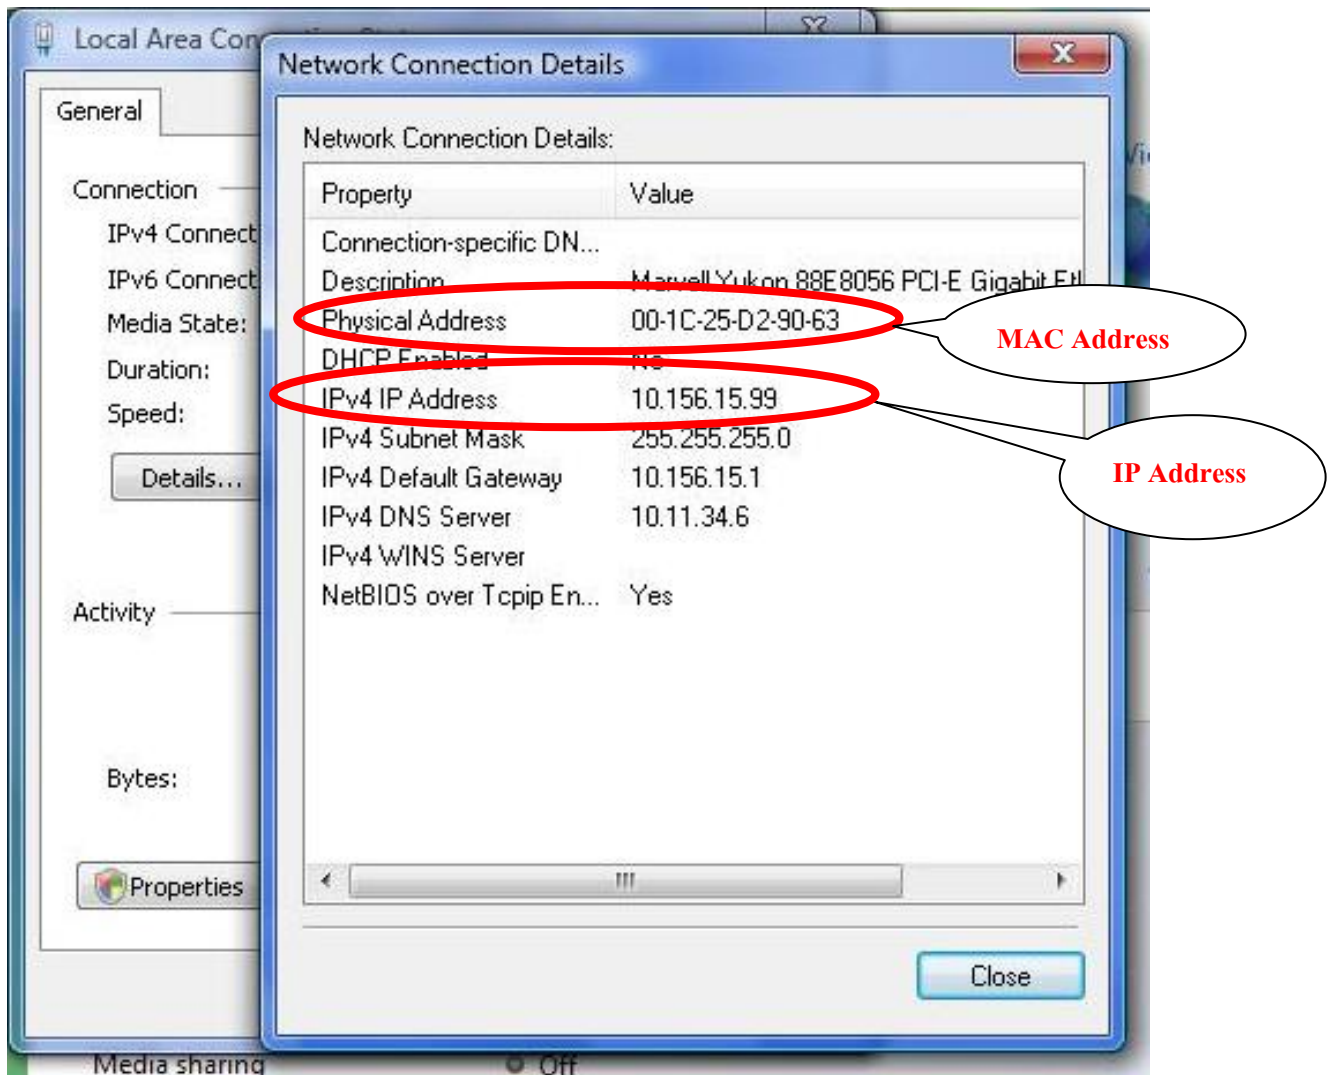 Local Area Con
Network Connection Details
General
Network Connection Details:
Connection
Property Value
IPv4 Connect
Connection-specific DN...
IPv6 Connect
Description Marvell Yukon 88E8056 PCI-E Gigabit Etl
Media State:
Physical Address 00-1C-25-D2-90-63
MAC Address
Duration:
DHCP Enabled No
Speed:
IPv4 IP Address 10.156.15.99
IPv4 Subnet Mask 255.255.255.0
Details...
IPv4 Default Gateway 10.156.15.1
IP Address
IPv4 DNS Server 10.11.34.6
IPv4 WINS Server
Activity
NetBIOS over Tcpip En... Yes
Bytes:
Properties
Close
Media sharing Off